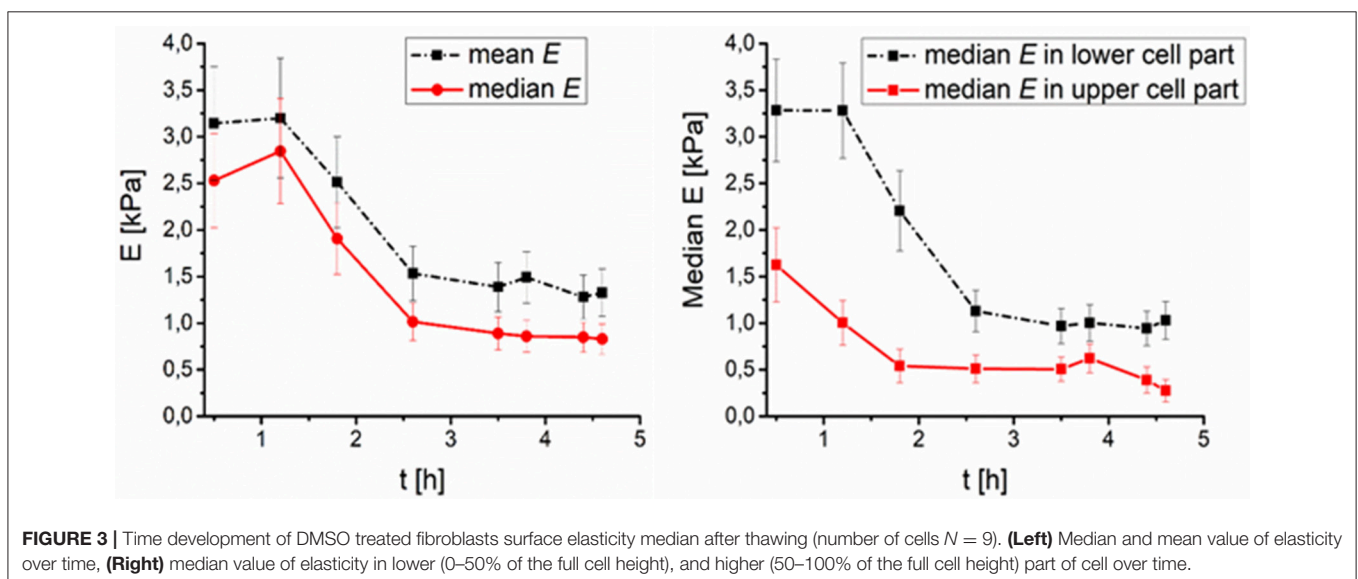 4,0
3,5
3,0
2,5
2,0
1,5
1,0
0,5
0,0
E [kPa]
mean E
median E
1 2 3 4 5
t [h]
4,0
3,5
3,0
2,5
2,0
1,5
1,0
0,5
0,0
Median E [kPa]
median E in lower cell part
median E in upper cell part
1 2 3 4 5
t [h]
FIGURE 3 | Time development of DMSO treated fibroblasts surface elasticity median after thawing (number of cells N = 9). (Left) Median and mean value of elasticity
over time, (Right) median value of elasticity in lower (0–50% of the full cell height), and higher (50–100% of the full cell height) part of cell over time.